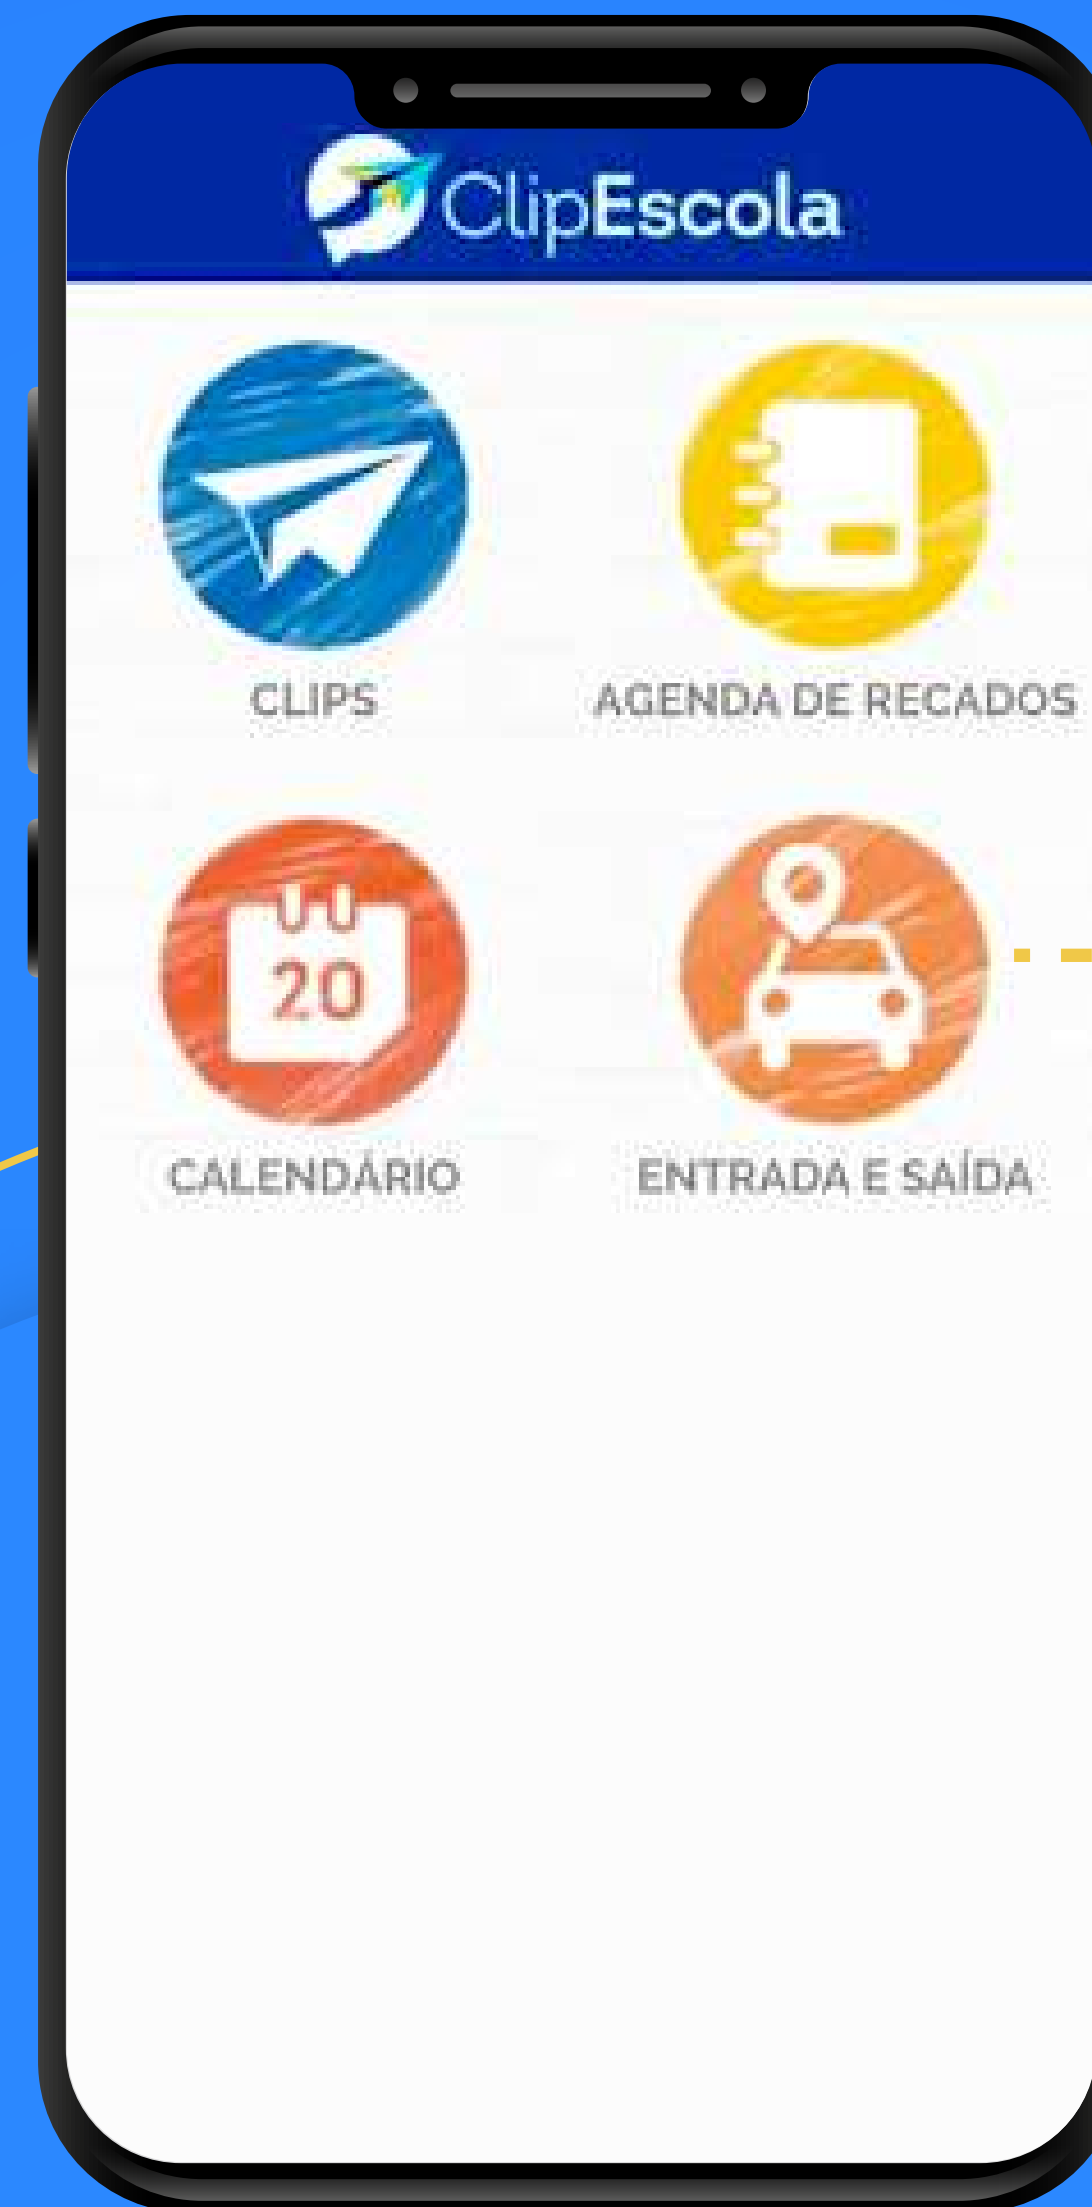 ClipEscola
CLIPS
AGENDA DE RECADOS
20
CALENDÁRIO
ENTRADA E SAÍDA